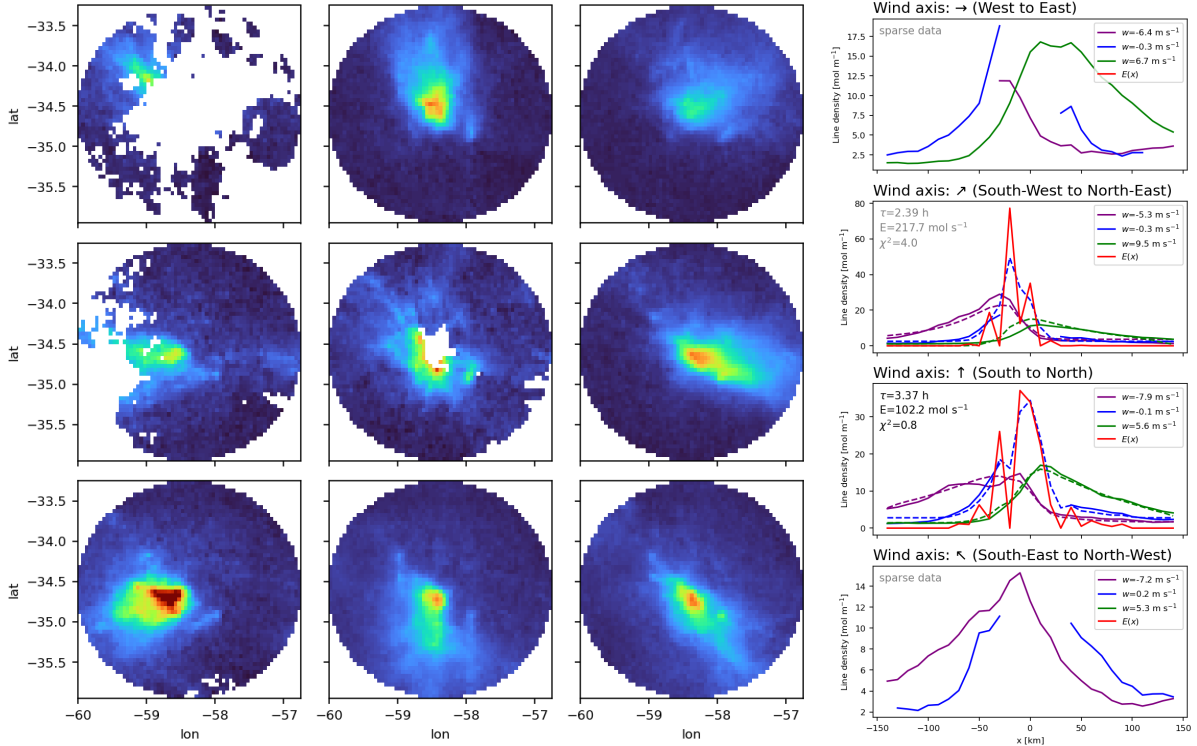 −33.5
−34.0
−34.5
−35.0
−35.5
lat
−33.5
−34.0
−34.5
−35.0
−35.5
lat
−33.5
−34.0
−34.5
−35.0
−35.5
lat
−60 −59 −58 −57
lon
−60 −59 −58 −57
lon
−60 −59 −58 −57
lon
Wind axis: → (West to East)
sparse data
w=-6.4 m s⁻¹
w=-0.3 m s⁻¹
w=6.7 m s⁻¹
E(x)
17.5
15.0
12.5
10.0
7.5
5.0
2.5
Line density [mol m⁻¹]
Wind axis: ↗ (South-West to North-East)
τ=2.39 h
E=217.7 mol s⁻¹
χ²=4.0
w=-5.3 m s⁻¹
w=-0.3 m s⁻¹
w=9.5 m s⁻¹
E(x)
80
60
40
20
0
Line density [mol m⁻¹]
Wind axis: ↑ (South to North)
τ=3.37 h
E=102.2 mol s⁻¹
χ²=0.8
w=-7.9 m s⁻¹
w=-0.1 m s⁻¹
w=5.6 m s⁻¹
E(x)
30
20
10
0
Line density [mol m⁻¹]
Wind axis: ↖ (South-East to North-West)
sparse data
w=-7.2 m s⁻¹
w=0.2 m s⁻¹
w=5.3 m s⁻¹
E(x)
14
12
10
8
6
4
2
Line density [mol m⁻¹]
−150 −100 −50 0 50 100 150
x [km]